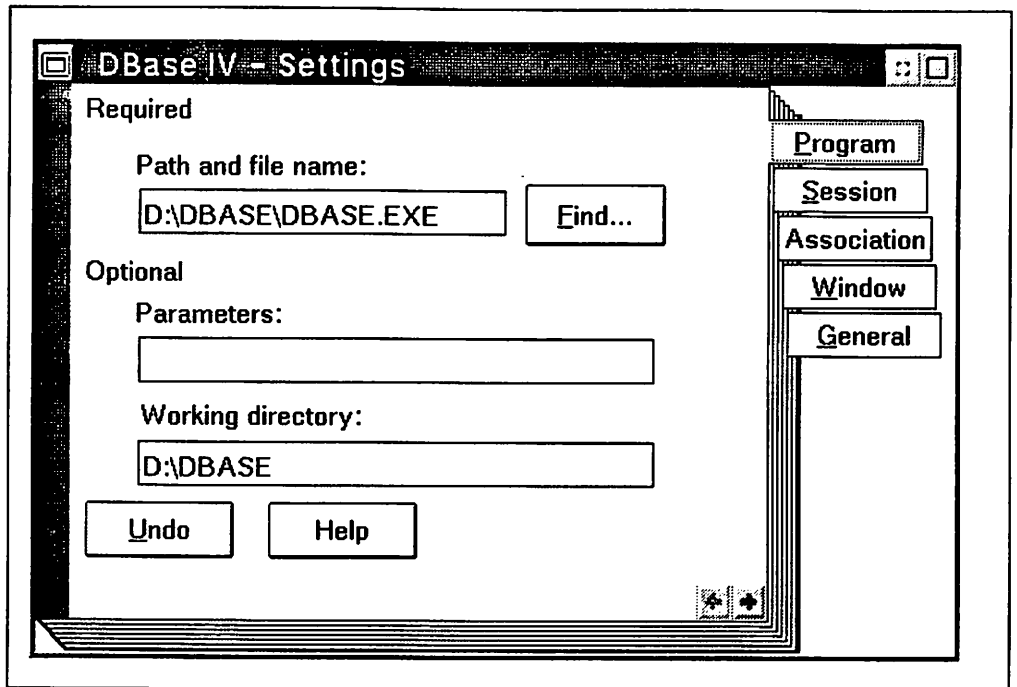 DBase IV – Settings
Required
Path and file name:
D:\DBASE\DBASE.EXE
Find...
Optional
Parameters:
Working directory:
D:\DBASE
Undo
Help
Program
Session
Association
Window
General